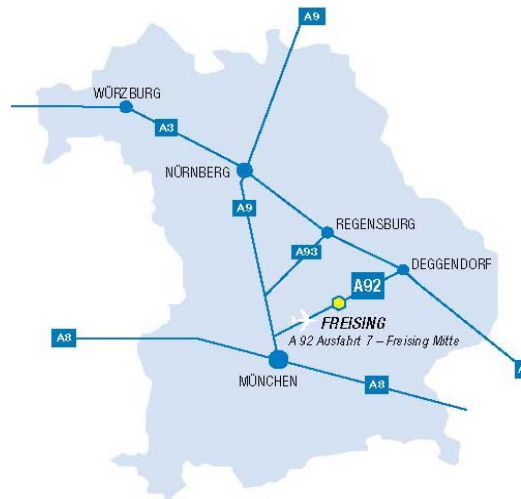 A9
WÜRZBURG
A3
NÜRNBERG
A9
REGENSBURG
A93
DEGGENDORF
A92
FREISING
A 92 Ausfahrt 7 – Freising Mitte
A8
MÜNCHEN
A8